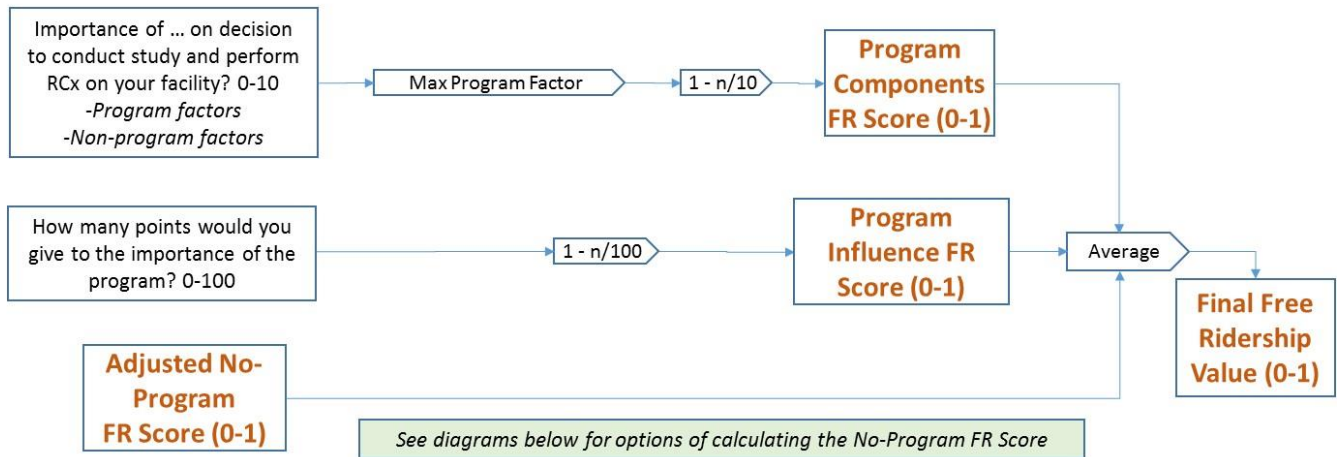 Importance of ... on decision
to conduct study and perform
RCx on your facility? 0-10
-Program factors
-Non-program factors
Max Program Factor
1 - n/10
Program
Components
FR Score (0-1)
How many points would you
give to the importance of the
program? 0-100
1 - n/100
Program
Influence FR
Score (0-1)
Average
Final Free
Ridership
Value (0-1)
Adjusted No-
Program
FR Score (0-1)
See diagrams below for options of calculating the No-Program FR Score